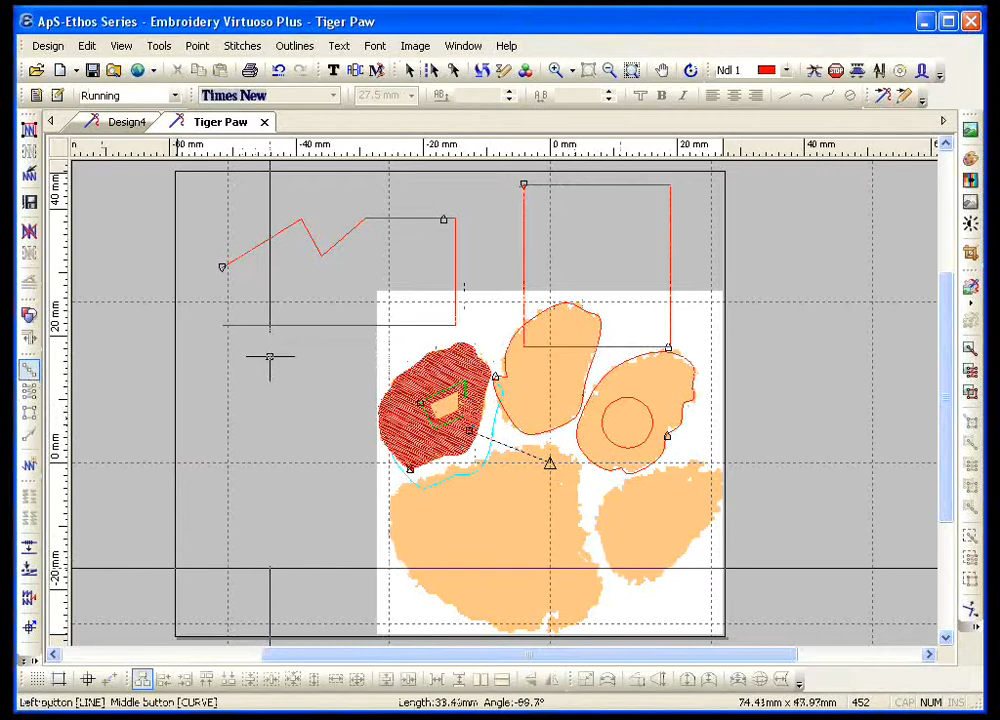 ApS-Ethos Series - Embroidery Virtuoso Plus - Tiger Paw
Design Edit View Tools Point Stitches Outlines Text Font Image Window Help
Ndl 1
Running Times New 27.5 mm
Design4 Tiger Paw
-60 mm -40 mm -20 mm 0 mm 20 mm 40 mm
40 mm
20 mm
0 mm
-20 mm
Left button [LINE] Middle button [CURVE] Length:33.43mm Angle:-99.7° 74.41mm x 47.97mm 452 CAP NUM INS